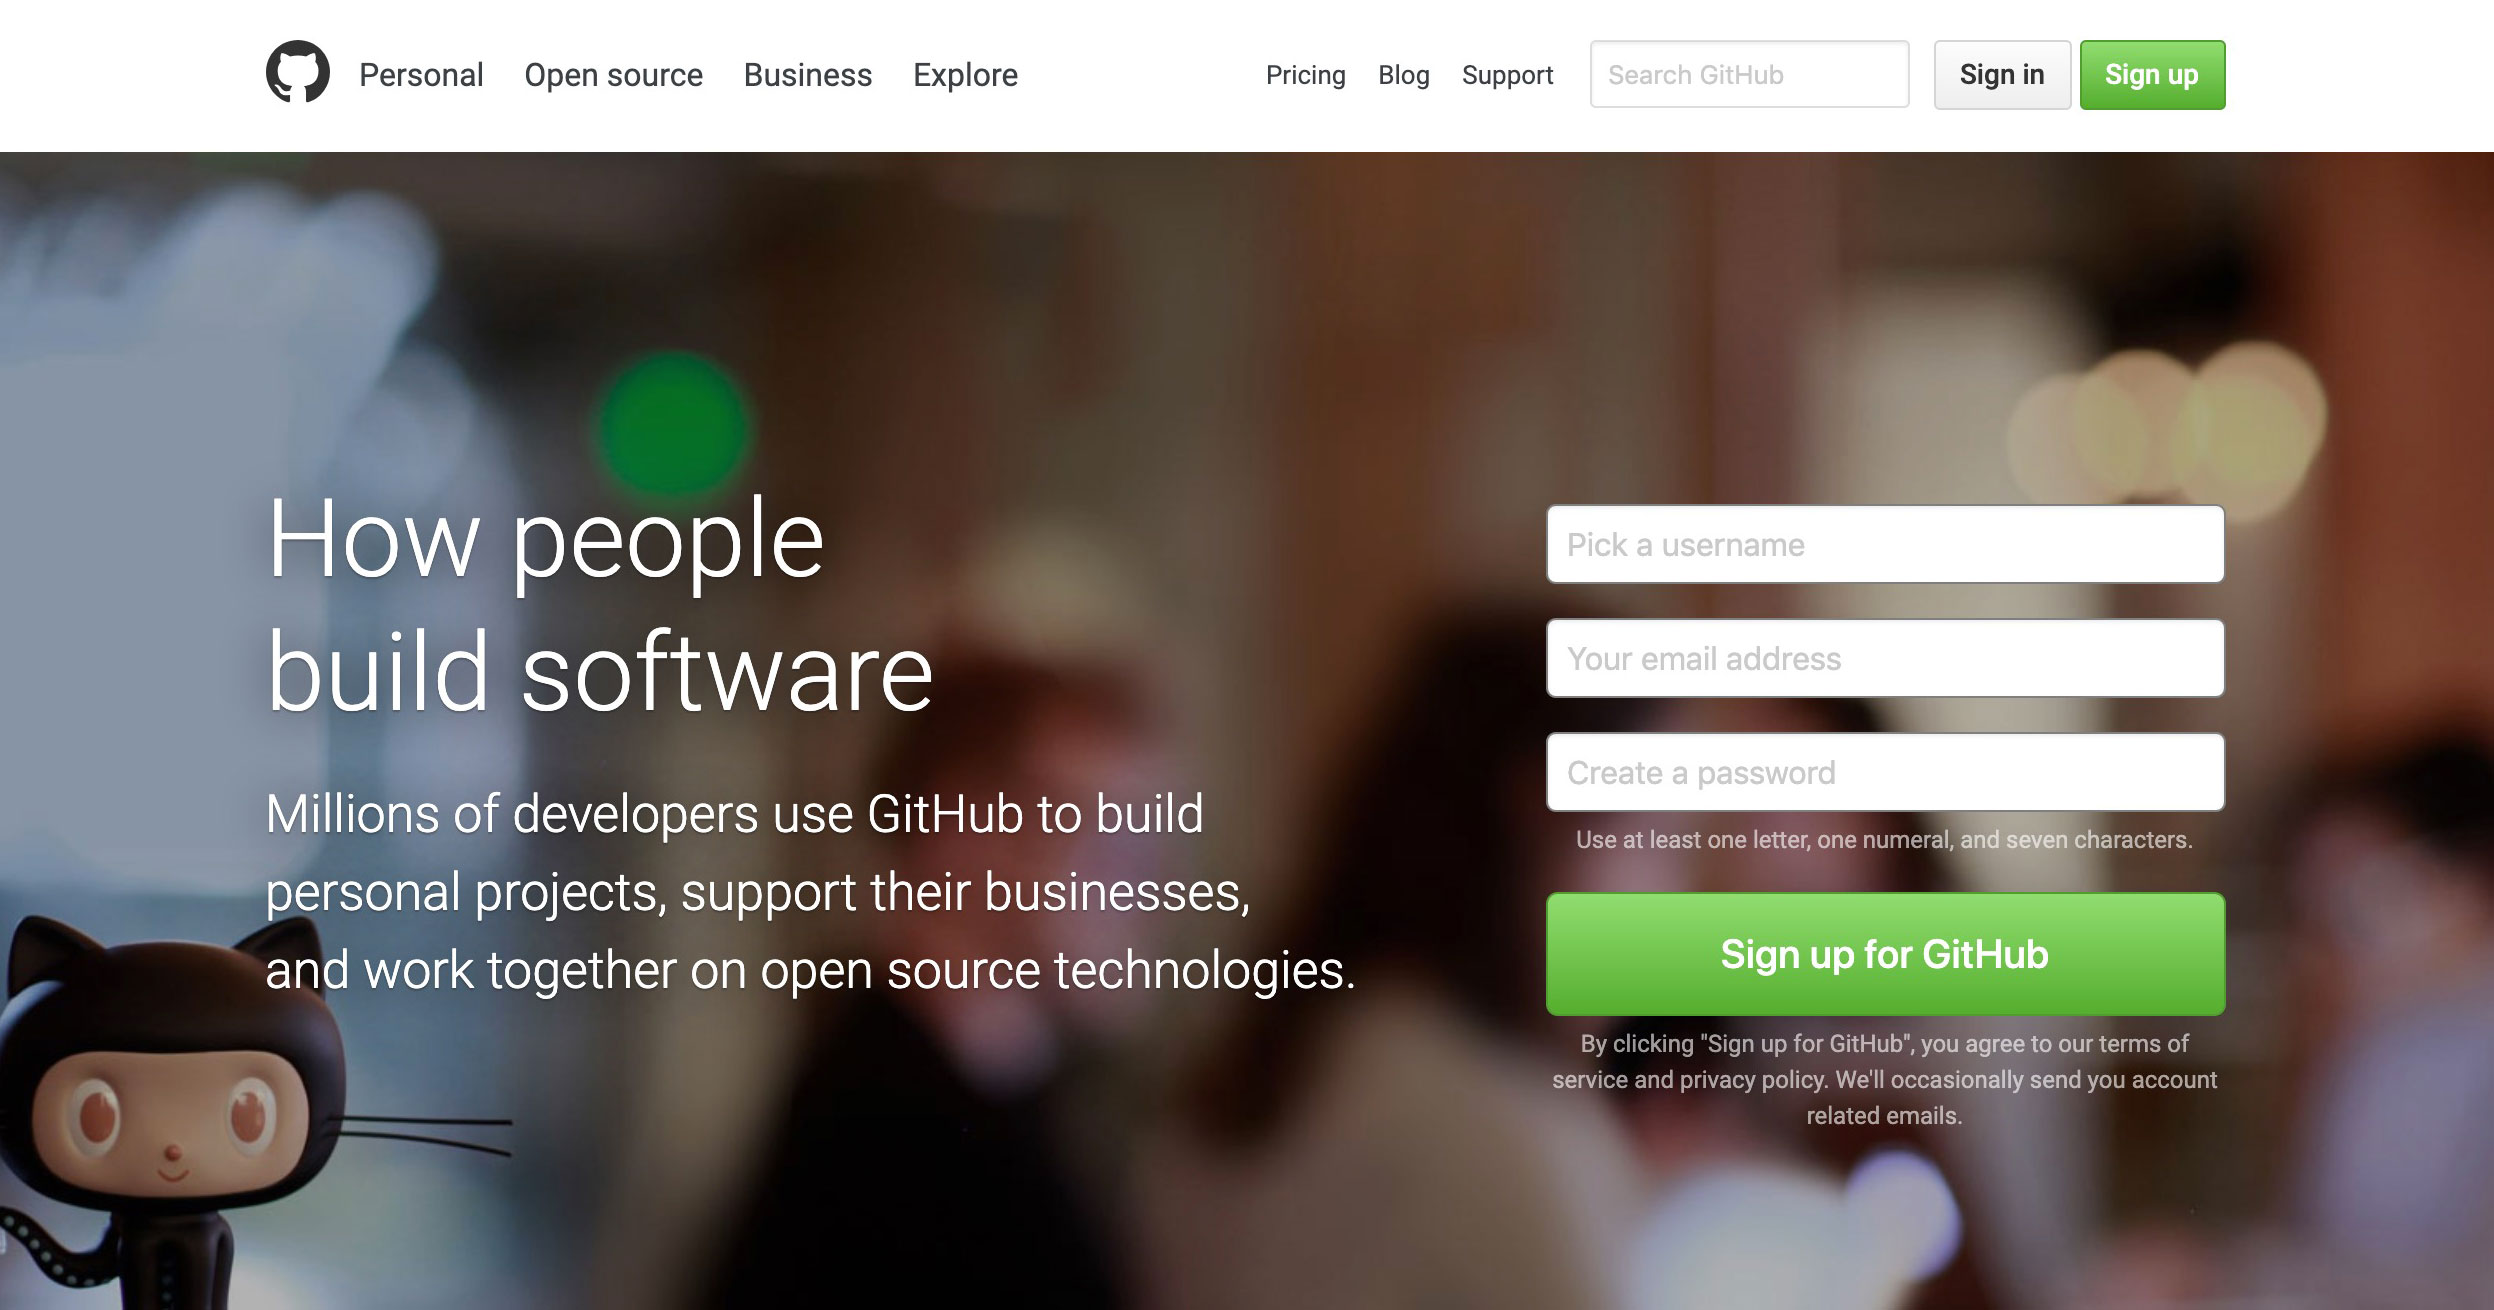 Personal Open source Business Explore Pricing Blog Support Search GitHub Sign in Sign up
How people
build software
Millions of developers use GitHub to build
personal projects, support their businesses,
and work together on open source technologies.
Pick a username
Your email address
Create a password
Use at least one letter, one numeral, and seven characters.
Sign up for GitHub
By clicking "Sign up for GitHub", you agree to our terms of
service and privacy policy. We'll occasionally send you account
related emails.